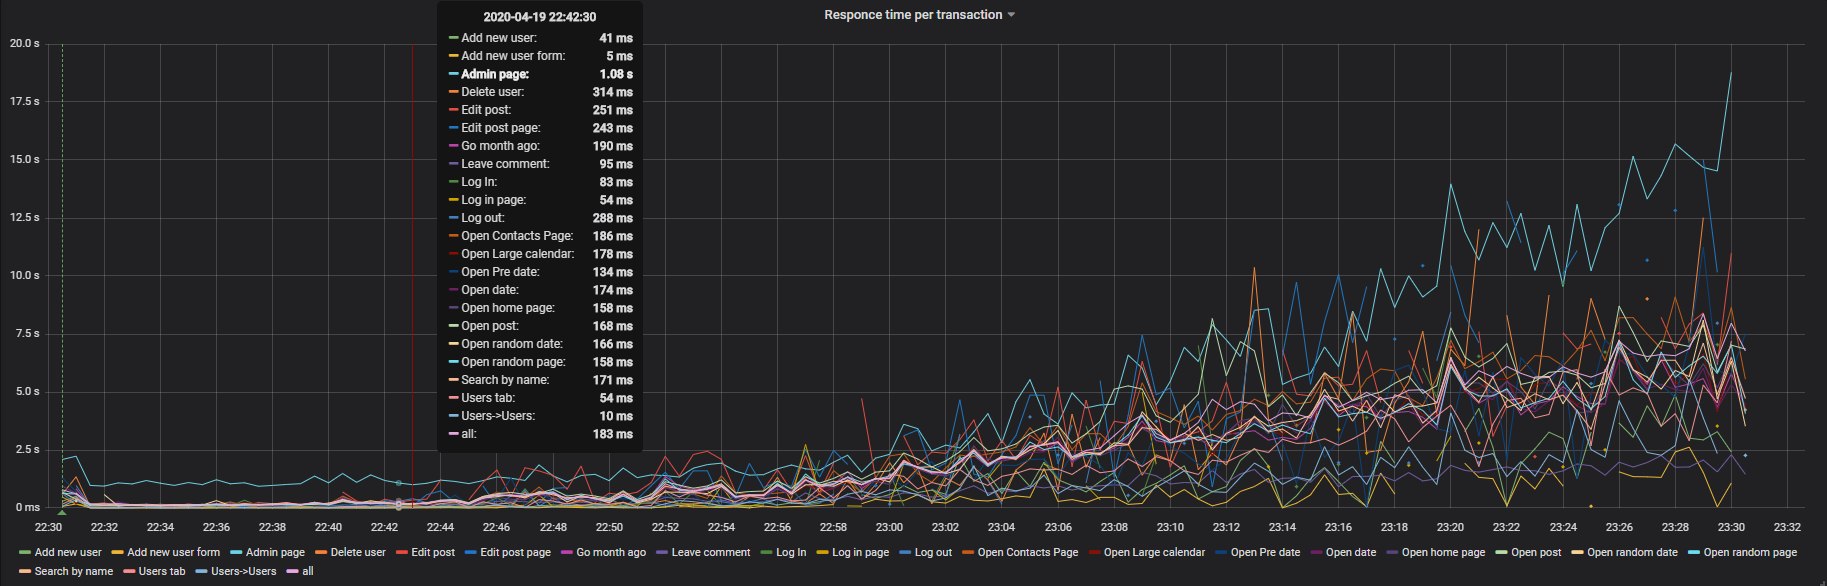 Responce time per transaction
2020-04-19 22:42:30
Add new user: 41 ms
Add new user form: 5 ms
Admin page: 1.08 s
Delete user: 314 ms
Edit post: 251 ms
Edit post page: 243 ms
Go month ago: 190 ms
Leave comment: 95 ms
Log In: 83 ms
Log in page: 54 ms
Log out: 288 ms
Open Contacts Page: 186 ms
Open Large calendar: 178 ms
Open Pre date: 134 ms
Open date: 174 ms
Open home page: 158 ms
Open post: 168 ms
Open random date: 166 ms
Open random page: 158 ms
Search by name: 171 ms
Users tab: 54 ms
Users->Users: 10 ms
all: 183 ms
20.0 s
17.5 s
15.0 s
12.5 s
10.0 s
7.5 s
5.0 s
2.5 s
0 ms
22:30 22:32 22:34 22:36 22:38 22:40 22:42 22:44 22:46 22:48 22:50 22:52 22:54 22:56 22:58 23:00 23:02 23:04 23:06 23:08 23:10 23:12 23:14 23:16 23:18 23:20 23:22 23:24 23:26 23:28 23:30 23:32
Add new user Add new user form Admin page Delete user Edit post Edit post page Go month ago Leave comment Log In Log in page Log out Open Contacts Page Open Large calendar Open Pre date Open date Open home page Open post Open random date Open random page
Search by name Users tab Users->Users all